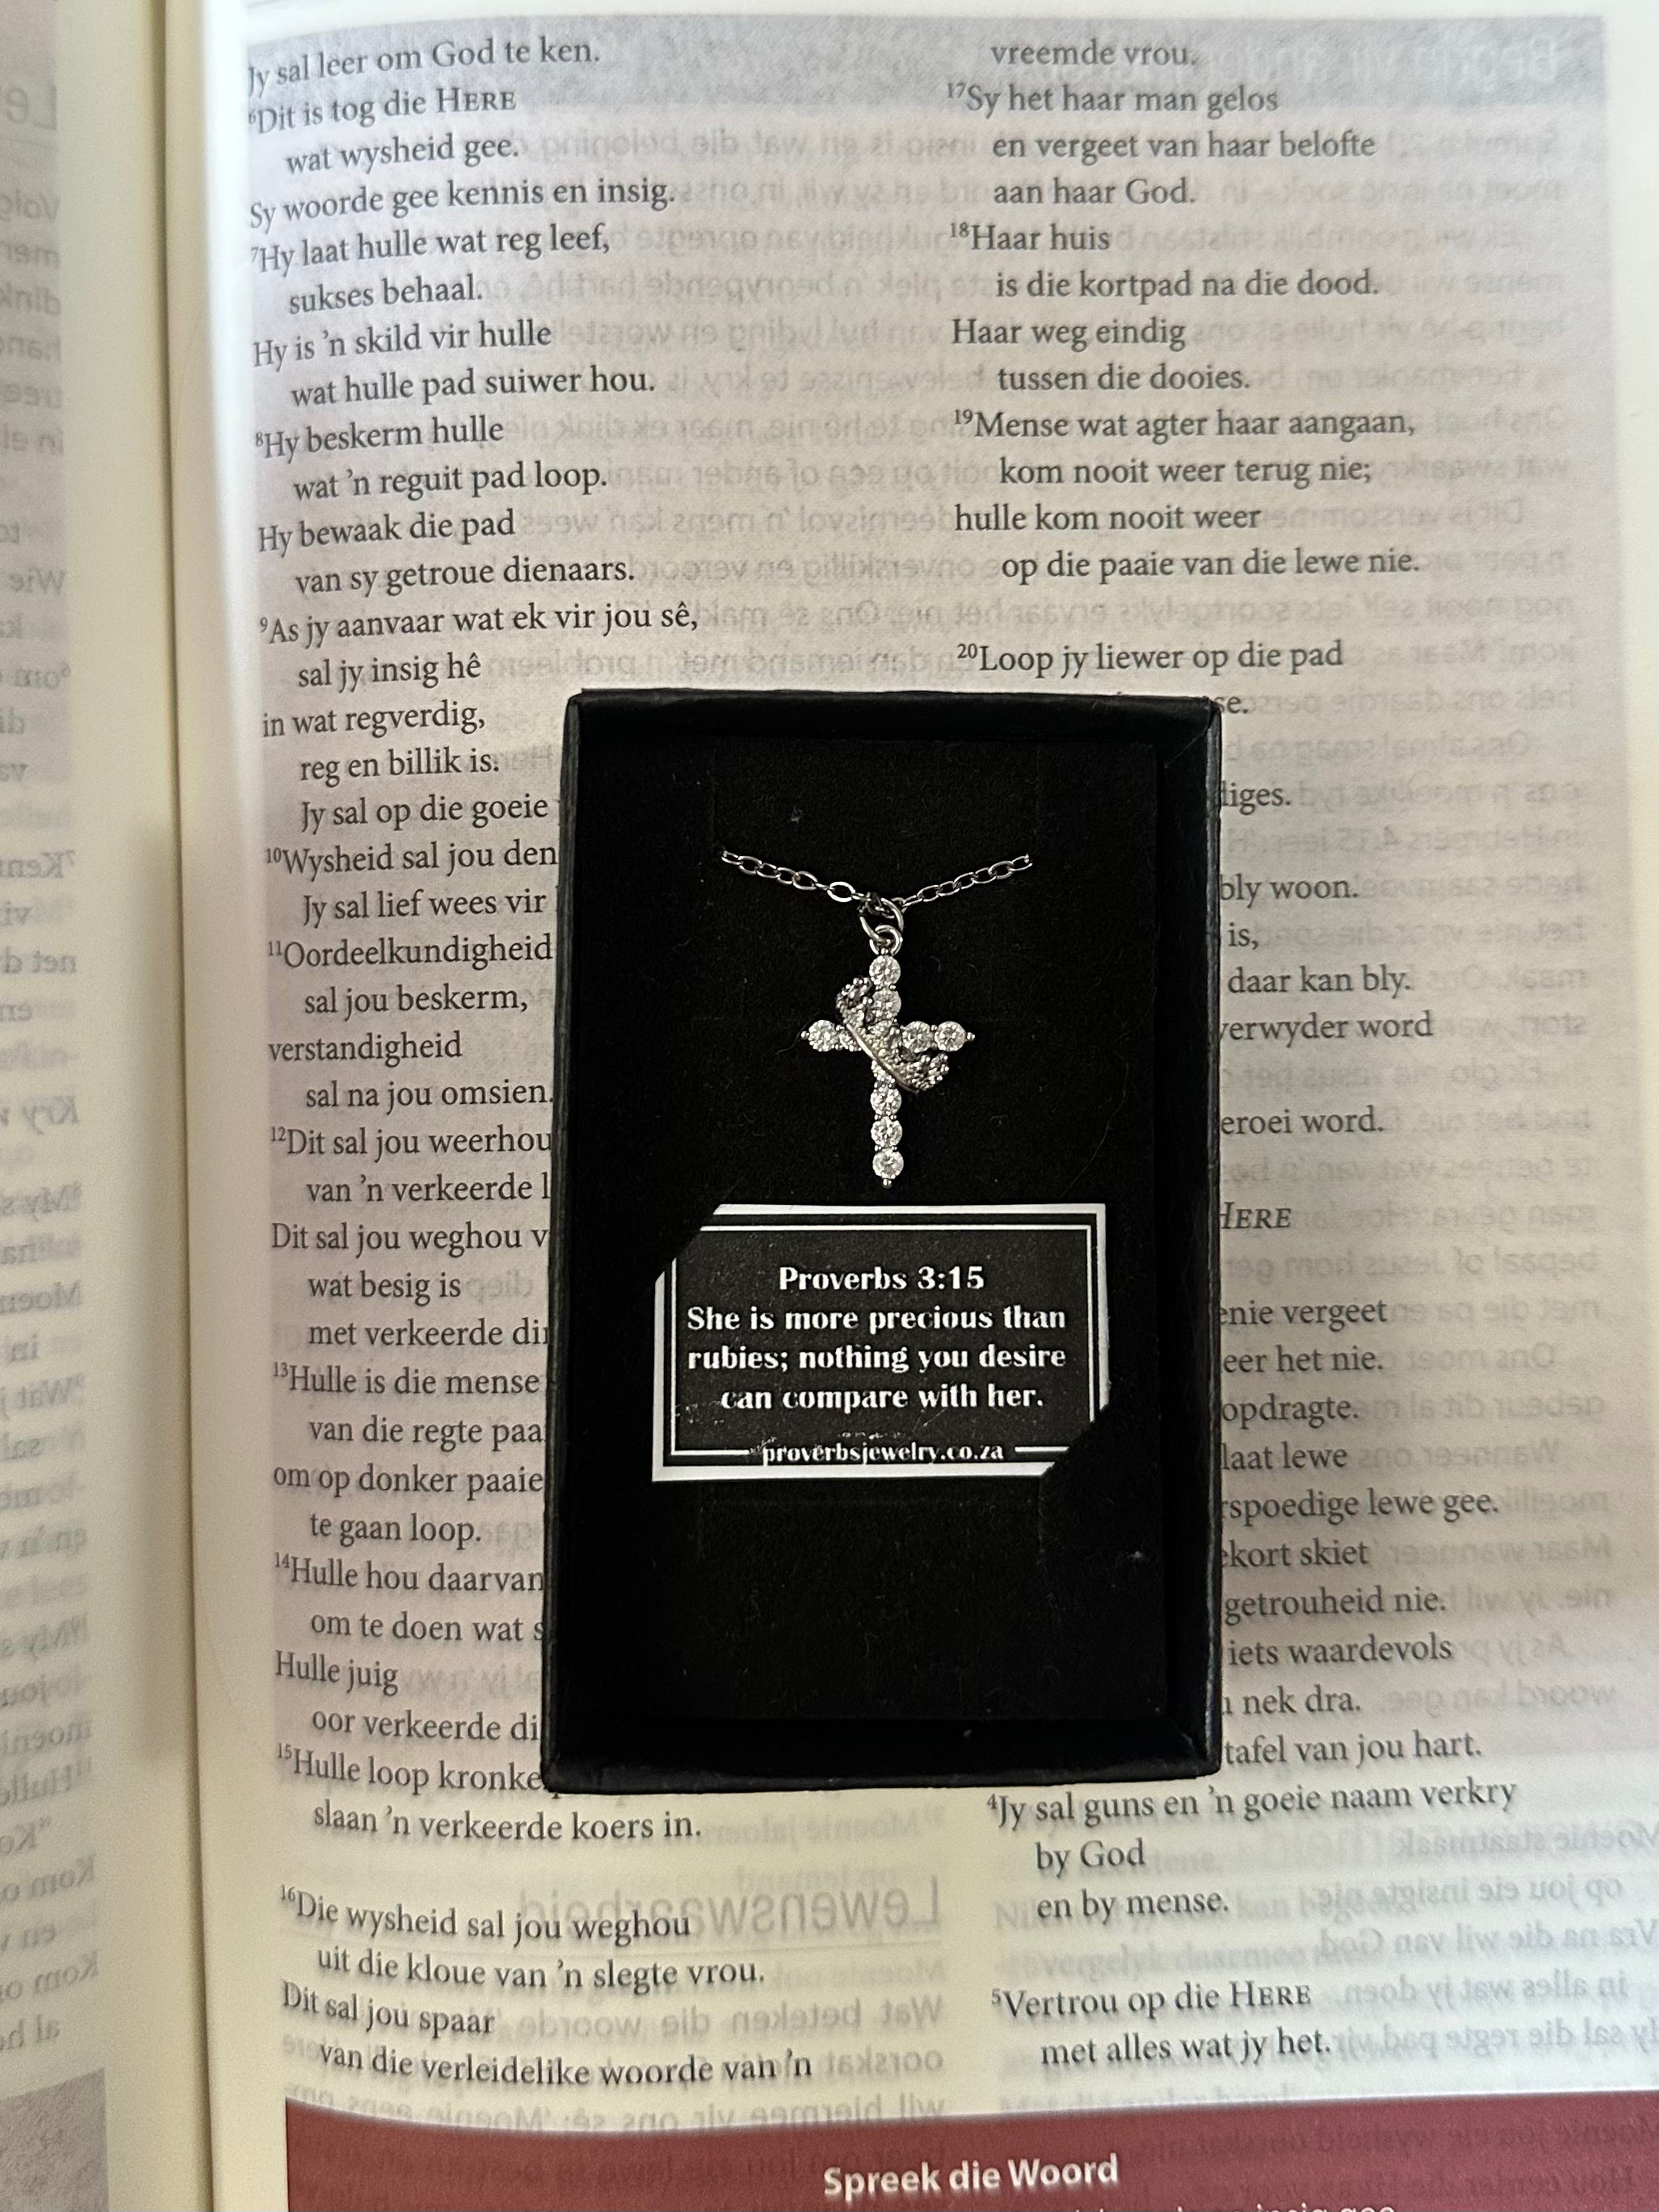 Jy sal leer om God te ken.
⁶Dit is tog die HERE
wat wysheid gee.
Sy woorde gee kennis en insig.
⁷Hy laat hulle wat reg leef,
sukses behaal.
Hy is 'n skild vir hulle
wat hulle pad suiwer hou.
⁸Hy beskerm hulle
wat 'n reguit pad loop.
Hy bewaak die pad
van sy getroue dienaars.
⁹As jy aanvaar wat ek vir jou sê,
sal jy insig hê
in wat regverdig,
reg en billik is.
Jy sal op die goeie
¹⁰Wysheid sal jou den
Jy sal lief wees vir
¹¹Oordeelkundigheid
sal jou beskerm,
verstandigheid
sal na jou omsien.
¹²Dit sal jou weerhou
van 'n verkeerde l
Dit sal jou weghou v
wat besig is
met verkeerde di
¹³Hulle is die mense
van die regte paa
om op donker paaie
te gaan loop.
¹⁴Hulle hou daarvan
om te doen wat s
Hulle juig
oor verkeerde di
¹⁵Hulle loop kronke
slaan 'n verkeerde koers in.
¹⁶Die wysheid sal jou weghou
uit die kloue van 'n slegte vrou.
Dit sal jou spaar
van die verleidelike woorde van 'n
vreemde vrou.
¹⁷Sy het haar man gelos
en vergeet van haar belofte
aan haar God.
¹⁸Haar huis
is die kortpad na die dood.
Haar weg eindig
tussen die dooies.
¹⁹Mense wat agter haar aangaan,
kom nooit weer terug nie;
hulle kom nooit weer
op die paaie van die lewe nie.
²⁰Loop jy liewer op die pad
se.
diges.
bly woon.
is,
daar kan bly.
verwyder word
eroei word.
HERE
enie vergeet
eer het nie.
opdragte.
laat lewe
rspoedige lewe gee.
ekort skiet
getrouheid nie.
iets waardevols
nek dra.
tafel van jou hart.
⁴Jy sal guns en 'n goeie naam verkry
by God
en by mense.
⁵Vertrou op die HERE
met alles wat jy het.
Proverbs 3:15
She is more precious than
rubies; nothing you desire
can compare with her.
proverbsjewelry.co.za
Spreek die Woord